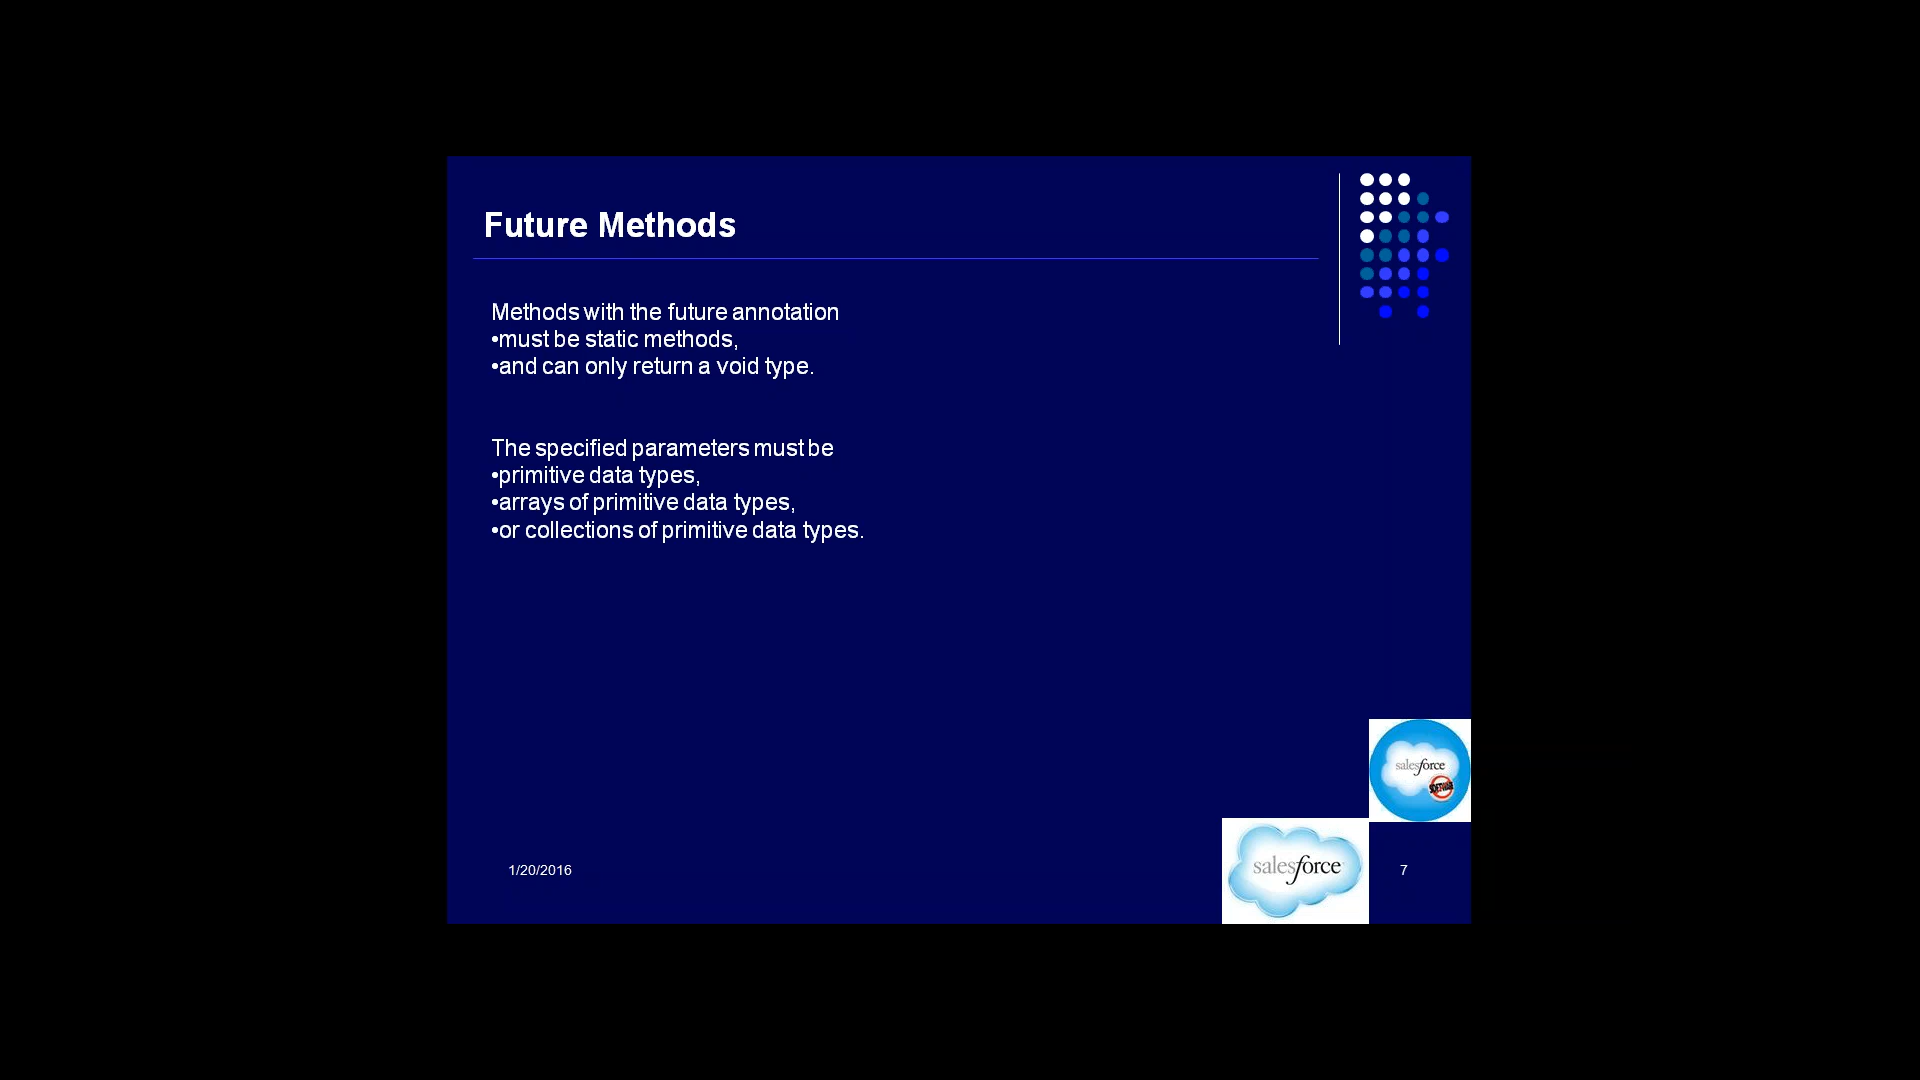 Future Methods
Methods with the future annotation
•must be static methods,
•and can only return a void type.
The specified parameters must be
•primitive data types,
•arrays of primitive data types,
•or collections of primitive data types.
salesforce
SOFTWARE
1/20/2016
salesforce
7